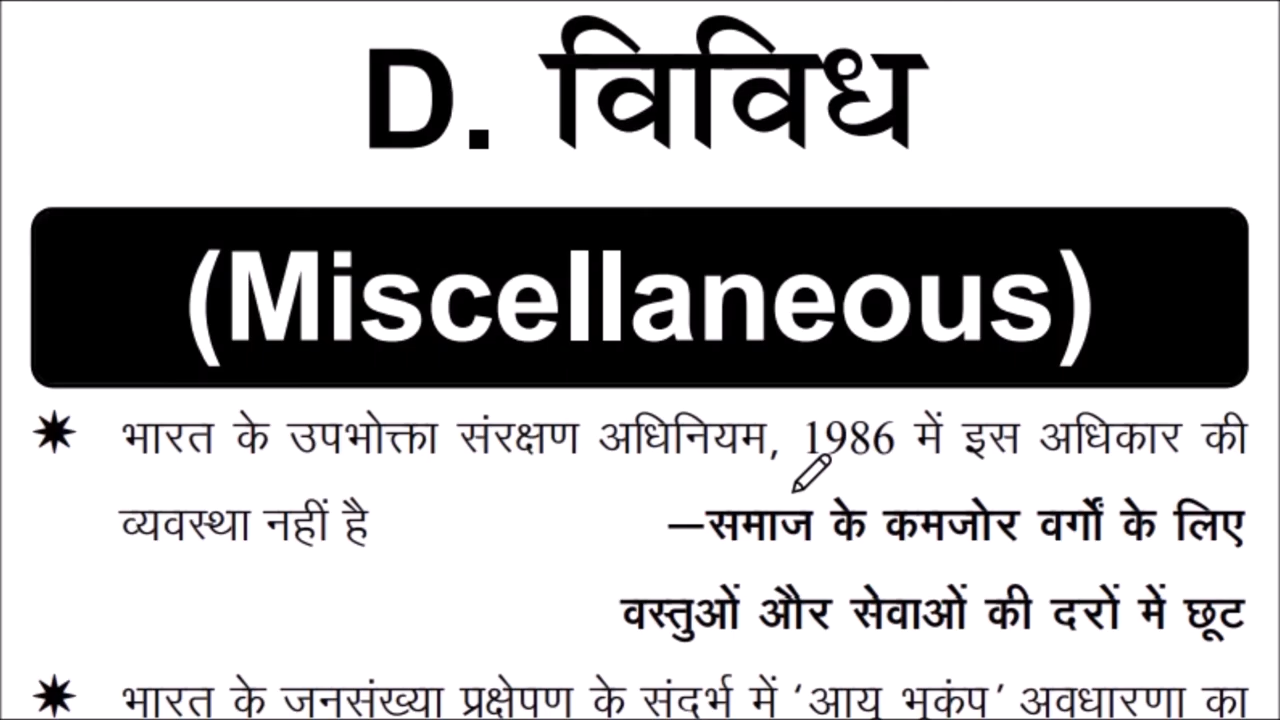 D. विविध
(Miscellaneous)
✷ भारत के उपभोक्ता संरक्षण अधिनियम, 1986 में इस अधिकार की
व्यवस्था नहीं है –समाज के कमजोर वर्गों के लिए
वस्तुओं और सेवाओं की दरों में छूट
✷ भारत के जनसंख्या प्रक्षेपण के संदर्भ में ‘आयु भूकंप’ अवधारणा का